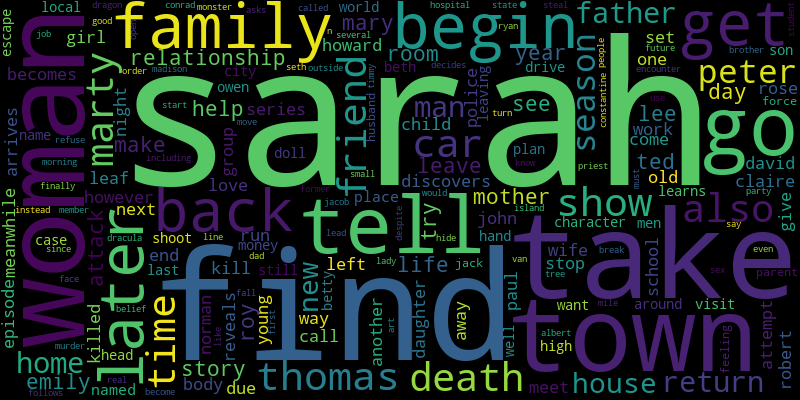 dragon conrad monster asks called hospital state steal
good family begin father get
job local girl relationship howard mary world room year set season one son student
escape becomes n several ryan
order madison city owen seth outside beth decides drive police leaving turn future brother encounter constantine people peter day rose force
woman marty night help series friend timmy husband man see lee work come ted david claire
arrives name start move make group doll child plan
saran
refuse morning including small priest use know must learns old go
leaf love place discovers car leave mother
finally former jacob would island party
however next back tell try john hand show character men also give
instead member dracula shoot run line money lead despite hide lady van wife break say even
case since later attack end last still dad new left life jack stop school tree sex parent
episode meanwhile face find take
time kill reveals fall betty paul want around visit
belief killed norman like roy young first way call another art daughter away well town mile feeling attempt robert
home head story albert high
murder emily real named body due thomas death meet house return
follows become